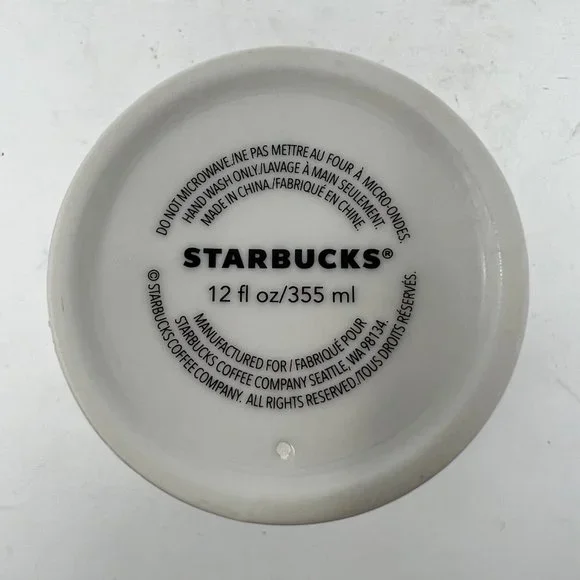 DO NOT MICROWAVE./NE PAS METTRE AU FOUR À MICRO-ONDES.
HAND WASH ONLY./LAVAGE À MAIN SEULEMENT.
MADE IN CHINA./FABRIQUÉ EN CHINE.
STARBUCKS®
12 fl oz/355 ml
MANUFACTURED FOR / FABRIQUÉ POUR
STARBUCKS COFFEE COMPANY SEATTLE, WA 98134.
© STARBUCKS COFFEE COMPANY. ALL RIGHTS RESERVED./TOUS DROITS RÉSERVÉS.